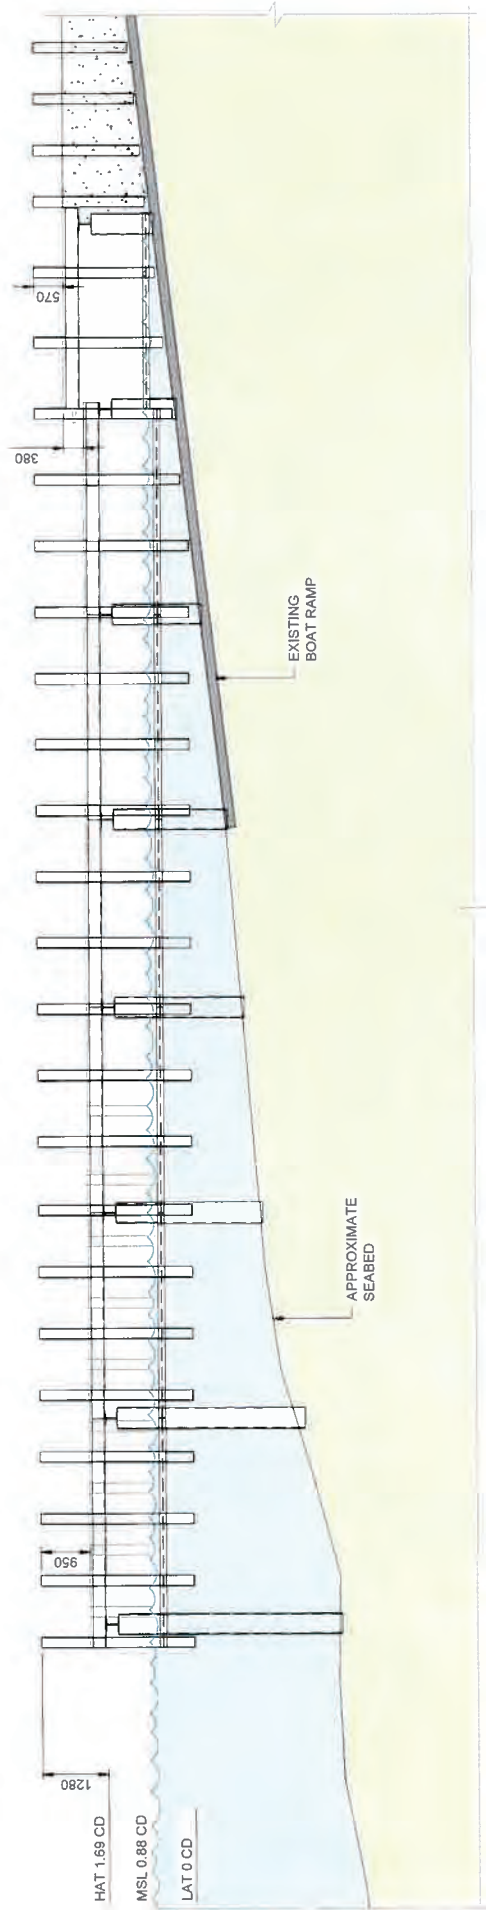 570
380
EXISTING
BOAT RAMP
APPROXIMATE
SEABED
950
1280
HAT 1.69 CD
MSL 0.88 CD
LAT 0 CD